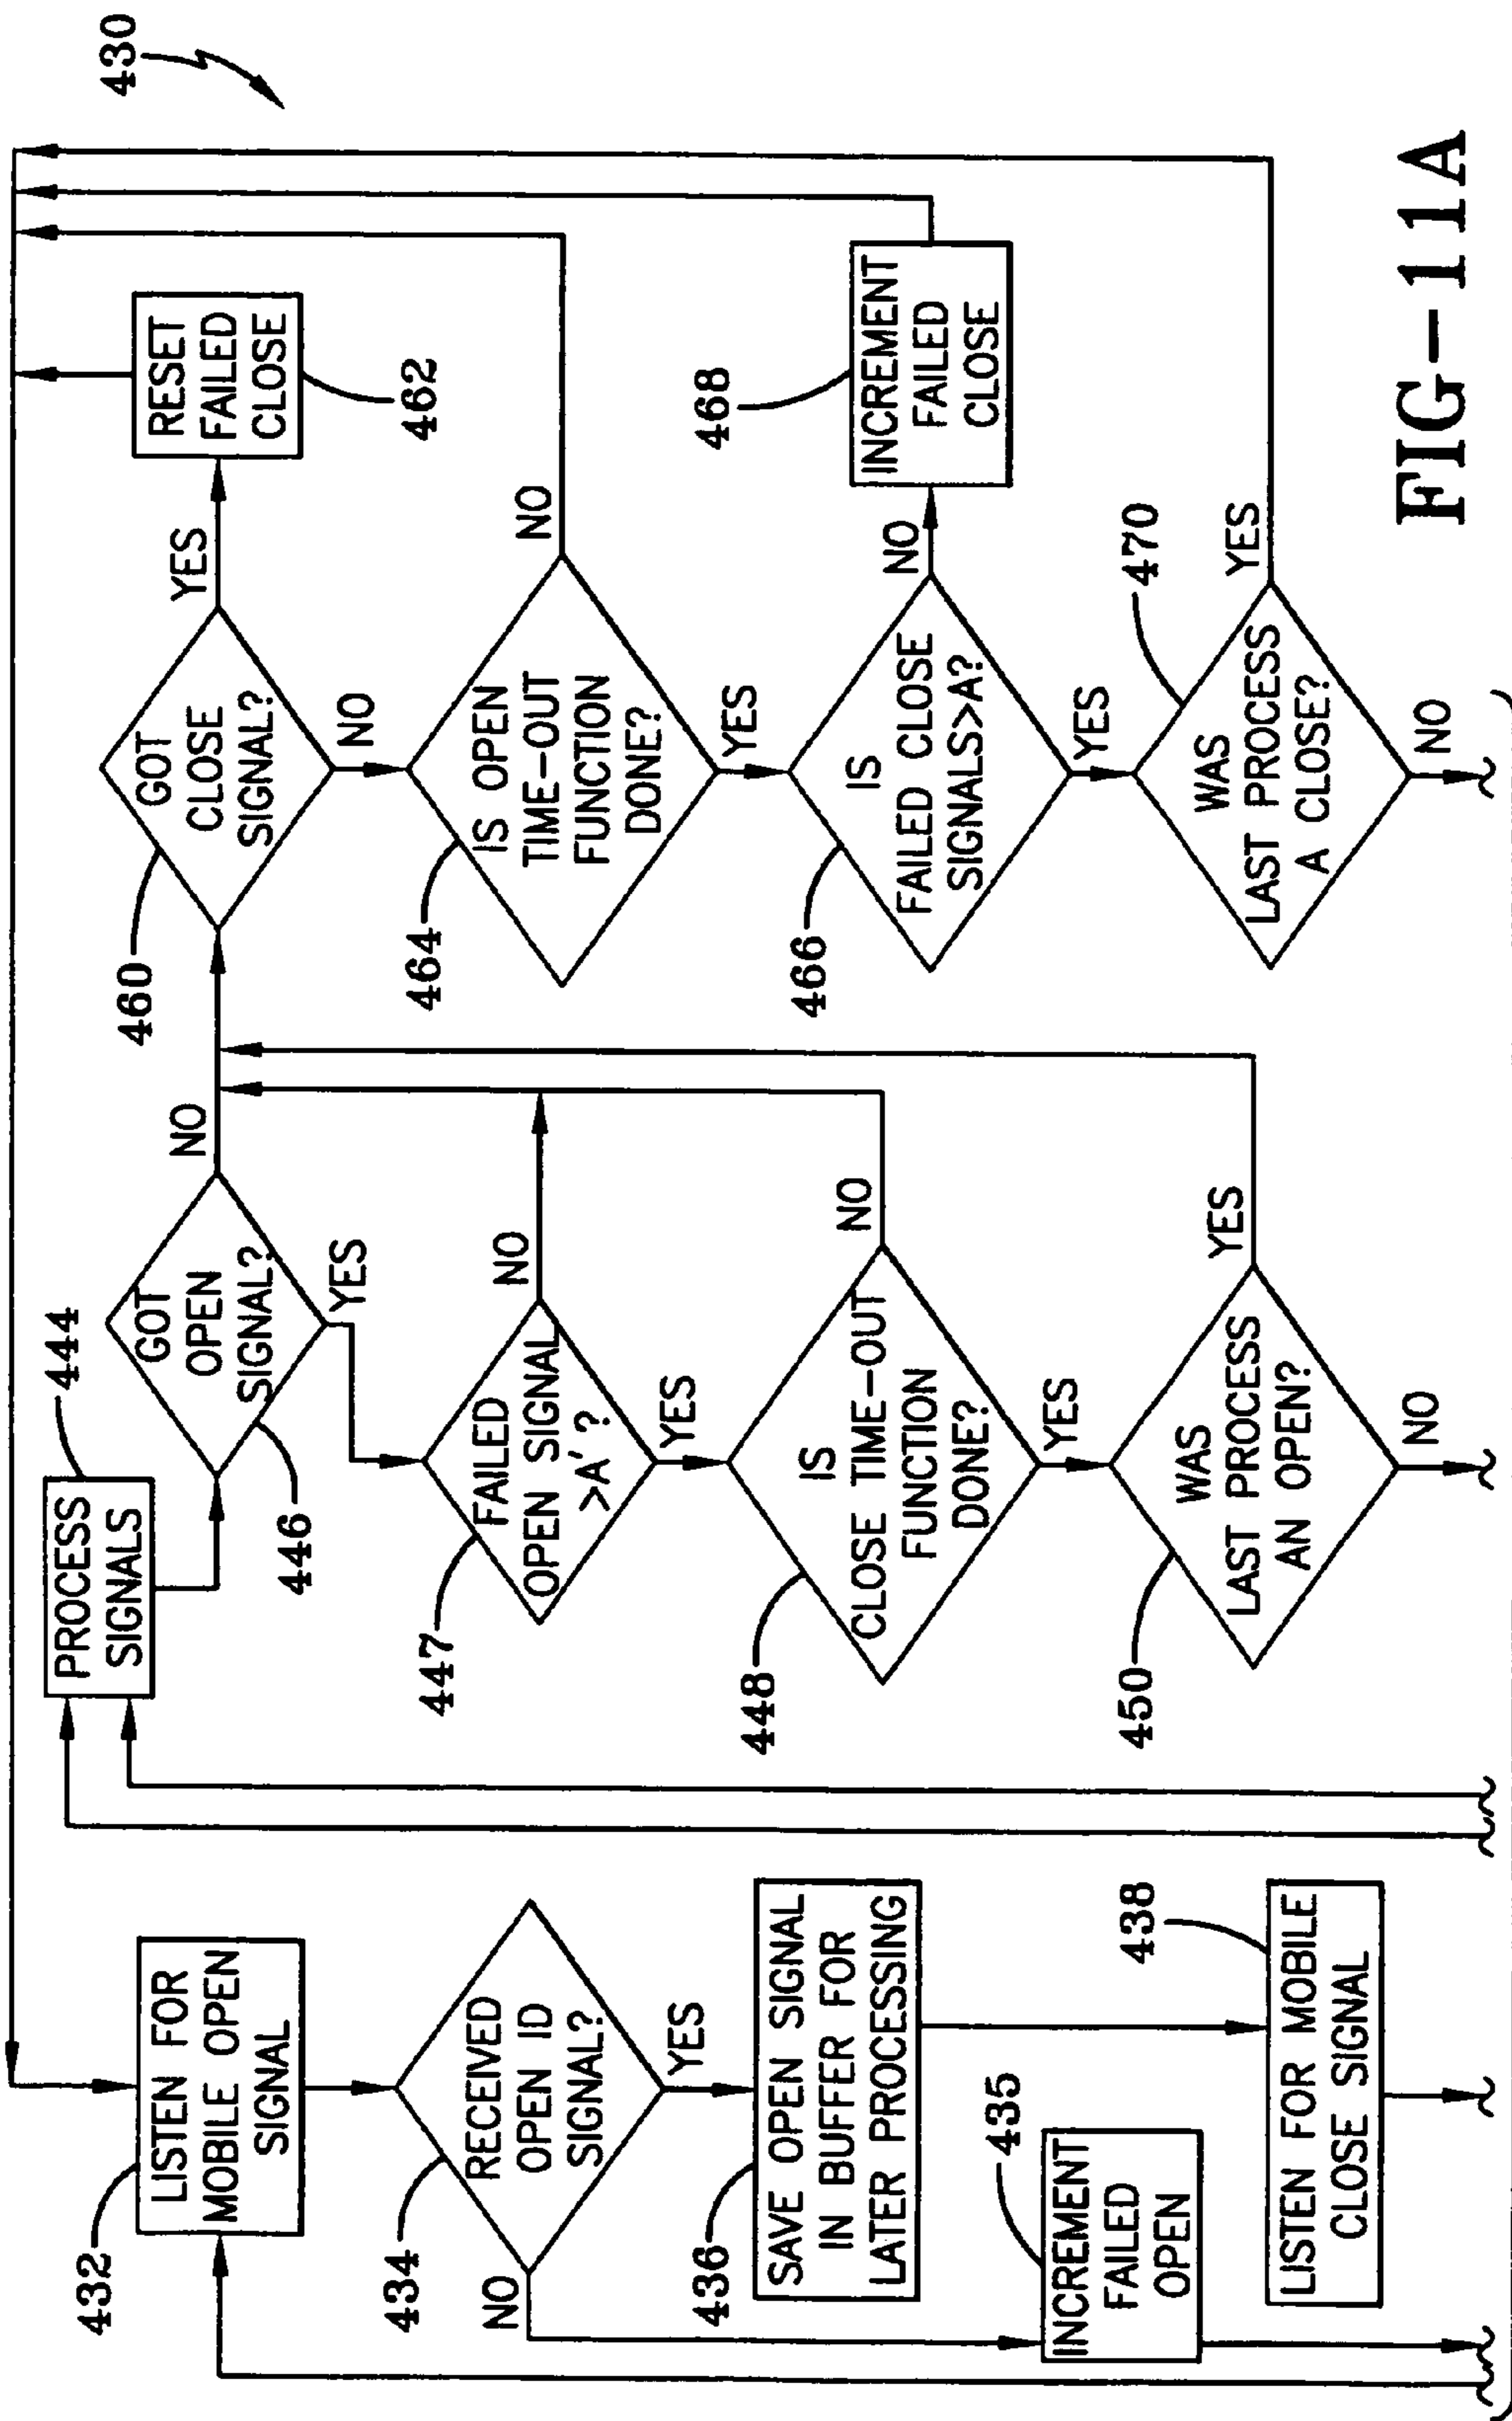 430
432
LISTEN FOR
MOBILE OPEN
SIGNAL
434
RECEIVED
OPEN ID
SIGNAL?
NO
YES
436
SAVE OPEN SIGNAL
IN BUFFER FOR
LATER PROCESSING
435
INCREMENT
FAILED
OPEN
438
LISTEN FOR MOBILE
CLOSE SIGNAL
PROCESS
SIGNALS
444
GOT
OPEN
SIGNAL?
446
NO
YES
447
FAILED
OPEN SIGNAL
>A'?
NO
YES
448
IS
CLOSE TIME-OUT
FUNCTION
DONE?
NO
YES
450
WAS
LAST PROCESS
AN OPEN?
YES
NO
460
GOT
CLOSE
SIGNAL?
YES
NO
RESET
FAILED
CLOSE
462
464
IS OPEN
TIME-OUT
FUNCTION
DONE?
NO
YES
466
IS
FAILED CLOSE
SIGNALS>A?
NO
YES
468
INCREMENT
FAILED
CLOSE
470
WAS
LAST PROCESS
A CLOSE?
YES
NO
FIG-11A